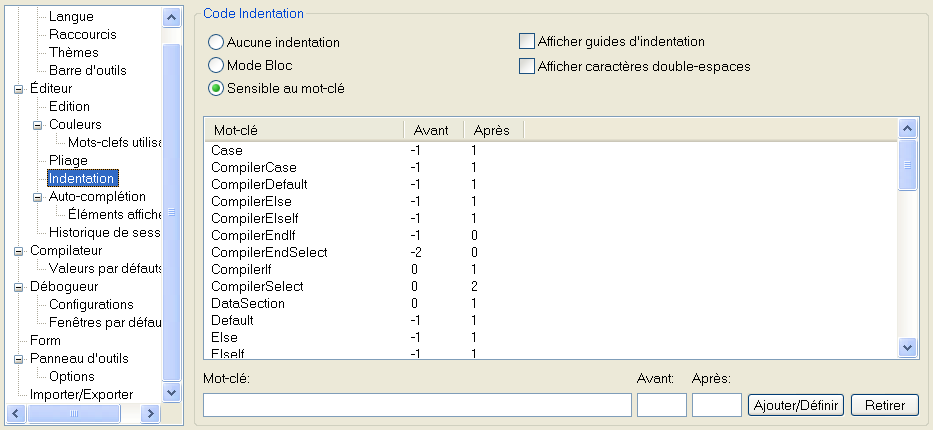 Langue
Raccourcis
Thèmes
Barre d'outils
Éditeur
Edition
Couleurs
Mots-clefs utilisa
Pliage
Indentation
Auto-complétion
Éléments affiche
Historique de sess
Compilateur
Valeurs par défauts
Débogueur
Configurations
Fenêtres par défau
Form
Panneau d'outils
Options
Importer/Exporter
Code Indentation
Aucune indentation
Mode Bloc
Sensible au mot-clé
Afficher guides d'indentation
Afficher caractères double-espaces
Mot-clé Avant Après
Case -1 1
CompilerCase -1 1
CompilerDefault -1 1
CompilerElse -1 1
CompilerElseIf -1 1
CompilerEndIf -1 0
CompilerEndSelect -2 0
CompilerIf 0 1
CompilerSelect 0 2
DataSection 0 1
Default -1 1
Else -1 1
ElseIf -1 1
Mot-clé: Avant: Après:
Ajouter/Définir Retirer